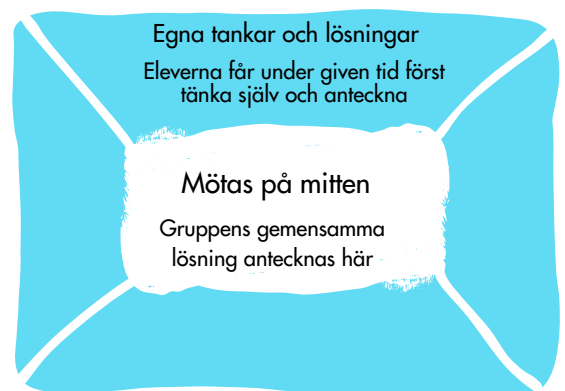 Egna tankar och lösningar
Eleverna får under given tid först
tänka själv och anteckna
Mötas på mitten
Gruppens gemensamma
lösning antecknas här